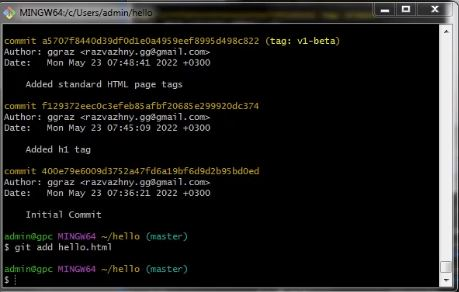 MINGW64:/c/Users/admin/hello
commit a5707f8440d39df0d1e0a4959eef8995d498c822 (tag: v1-beta)
Author: ggraz <razvazhny.gg@gmail.com>
Date:   Mon May 23 07:48:41 2022 +0300
Added standard HTML page tags
commit f129372eec0c3efeb85afbf20685e299920dc374
Author: ggraz <razvazhny.gg@gmail.com>
Date:   Mon May 23 07:45:09 2022 +0300
Added h1 tag
commit 400e79e6009d3752a47fd6a19bf6d9d2b95bd0ed
Author: ggraz <razvazhny.gg@gmail.com>
Date:   Mon May 23 07:36:21 2022 +0300
Initial Commit
admin@gpc MINGW64 ~/hello (master)
$ git add hello.html
admin@gpc MINGW64 ~/hello (master)
$